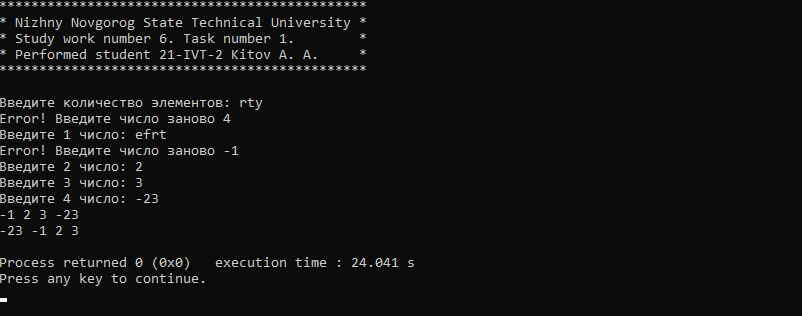 **********************************************
* Nizhny Novgorog State Technical University *
* Study work number 6. Task number 1.        *
* Performed student 21-IVT-2 Kitov A. A.     *
**********************************************
Введите количество элементов: rty
Error! Введите число заново 4
Введите 1 число: efrt
Error! Введите число заново -1
Введите 2 число: 2
Введите 3 число: 3
Введите 4 число: -23
-1 2 3 -23
-23 -1 2 3
Process returned 0 (0x0)   execution time : 24.041 s
Press any key to continue.